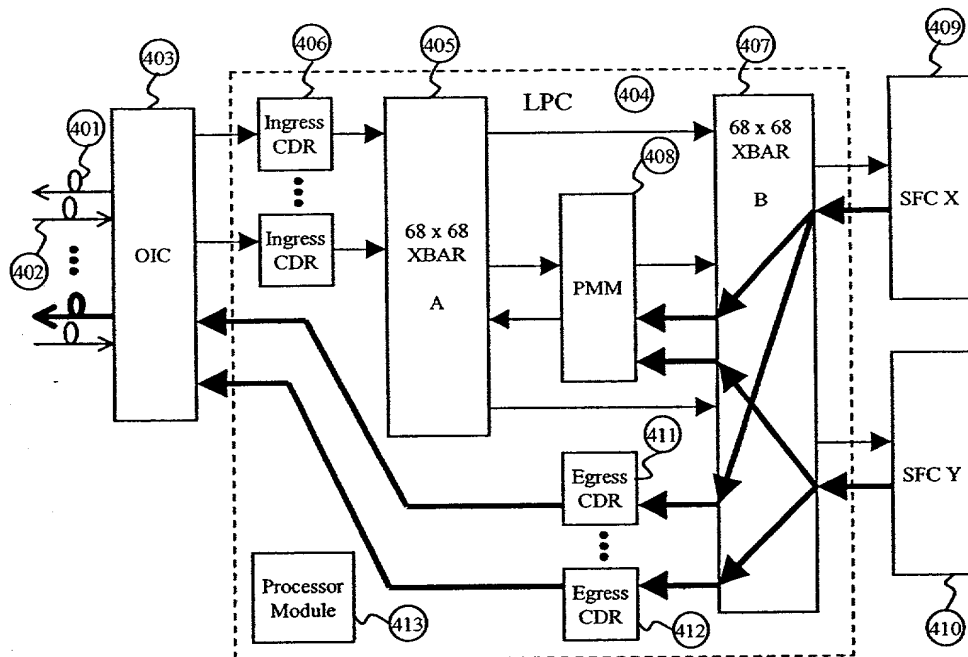 403
406
405
407
409
404
LPC
401
Ingress
CDR
68 x 68
XBAR
B
408
SFC X
402
OIC
Ingress
CDR
68 x 68
XBAR
A
PMM
411
Egress
CDR
SFC Y
Processor
Module
413
Egress
CDR
412
410